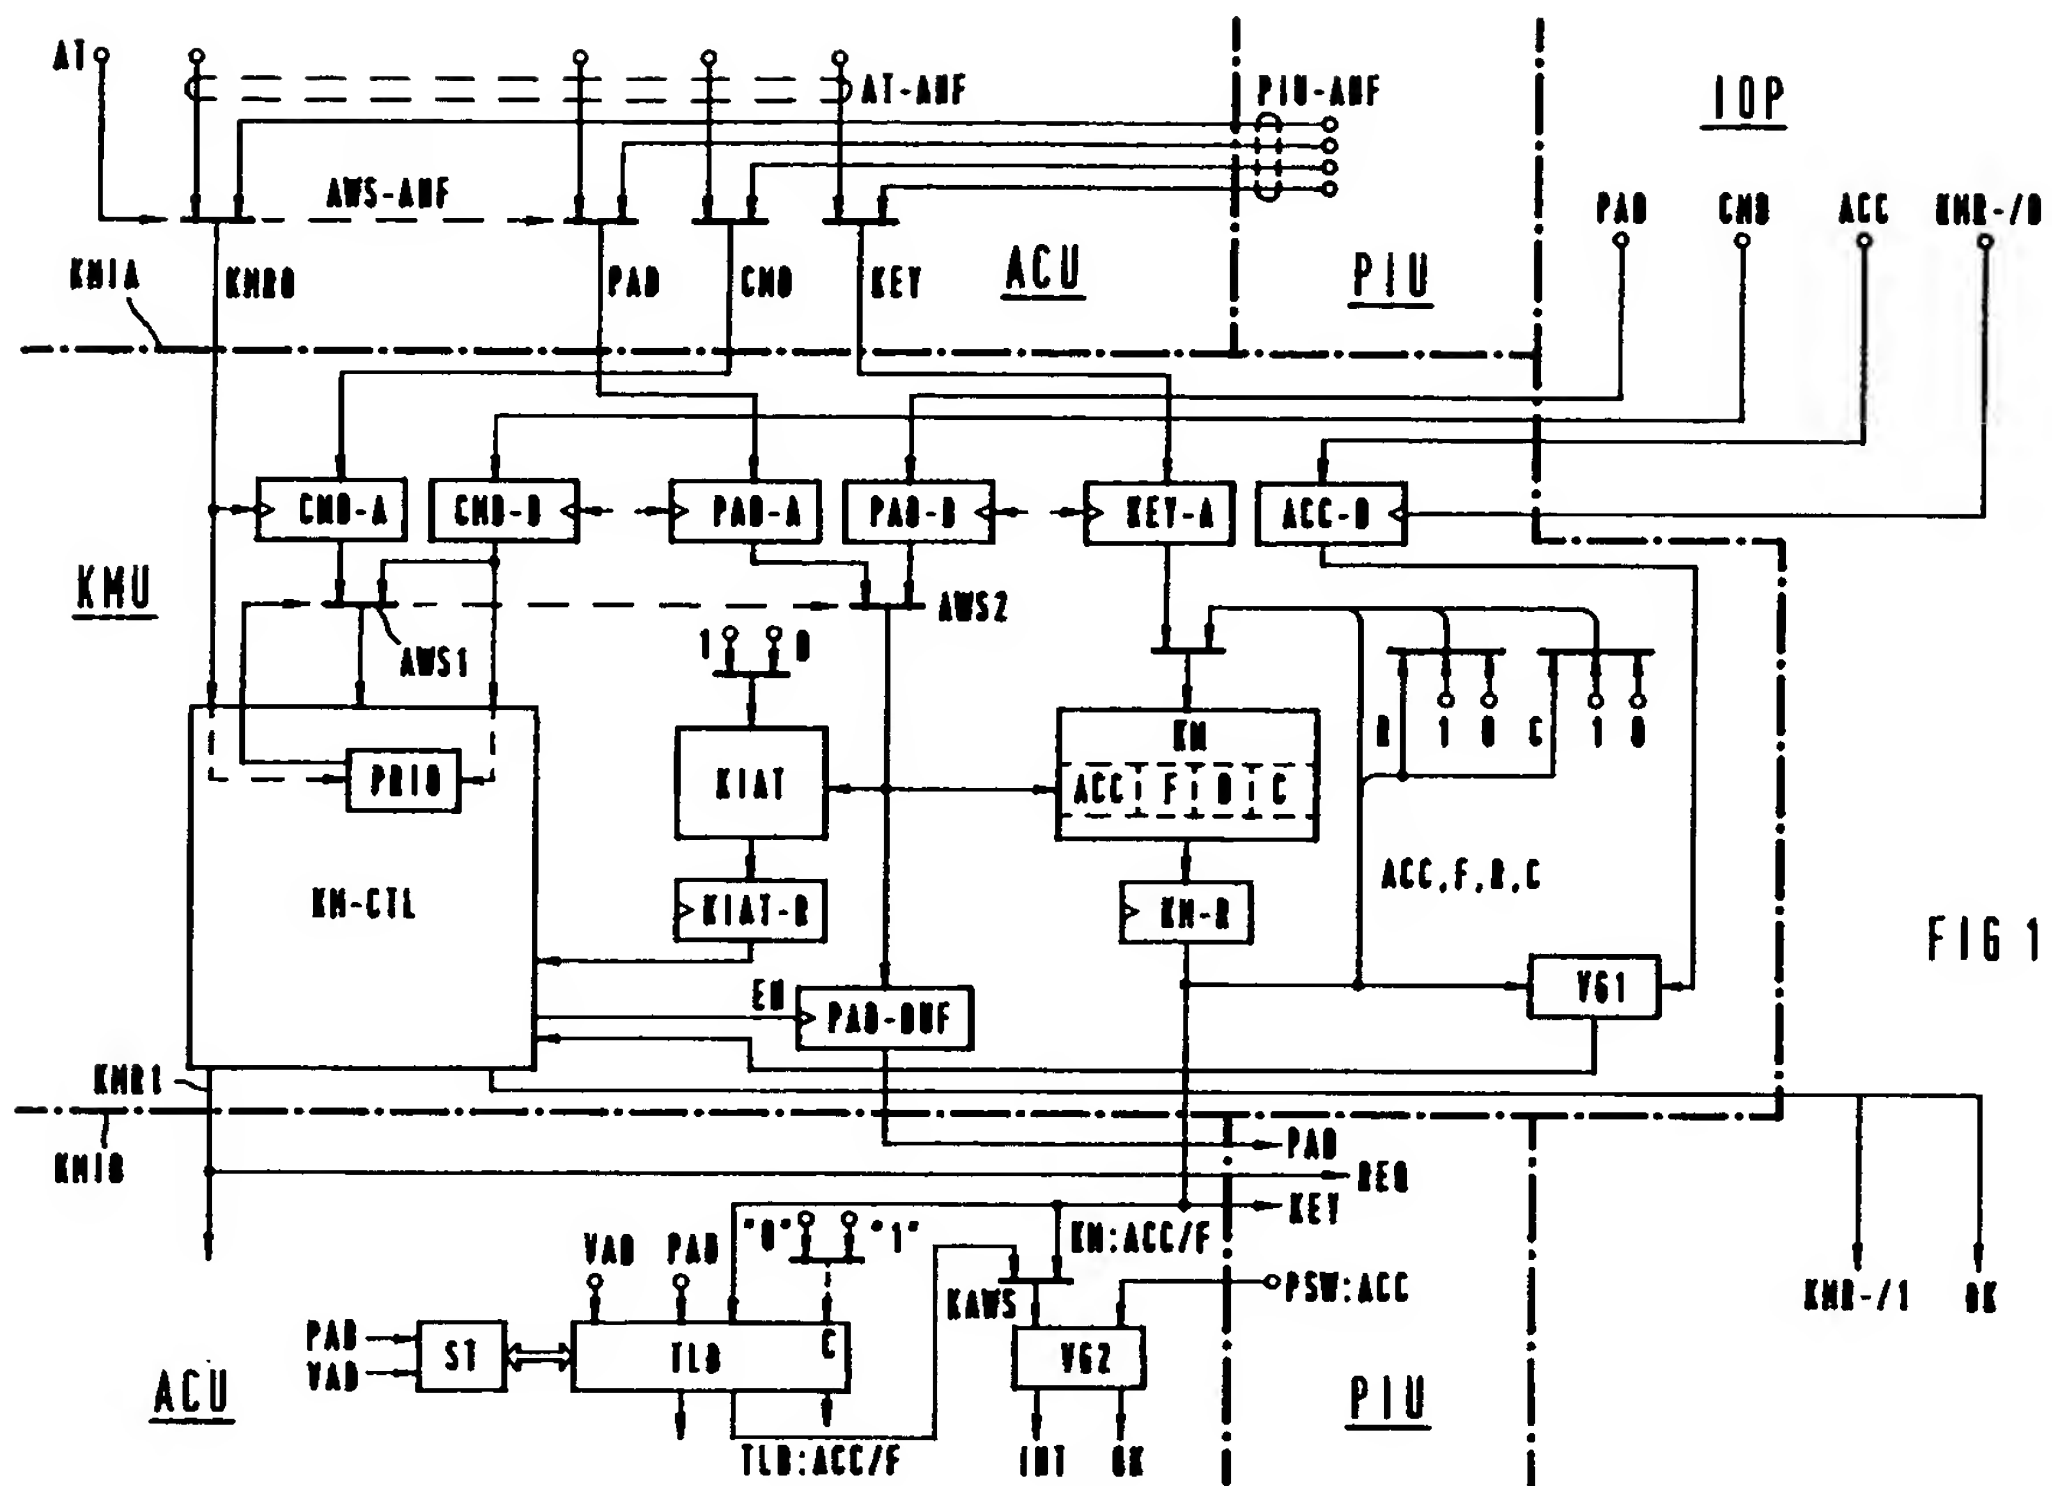 AT
AT-ANF
PIU-ANF
IOP
AWS-ANF
PAD
CMD
ACC
KMR-/0
KMIA
KMR0
PAD
CMD
KEY
ACU
PIU
CMD-A
CMD-B
PAD-A
PAD-B
KEY-A
ACC-B
KMU
AWS1
AWS2
1
0
PRIO
KIAT
KM
ACC
F
R
C
R
1
0
C
1
0
KM-CTL
KIAT-R
KM-R
ACC,F,R,C
FIG 1
EN
PAD-BUF
VG1
KMR1
KMIB
PAD
REQ
KEY
"0"
"1"
KM:ACC/F
VAD
PAD
KAWS
PSW:ACC
KMR-/1
OK
PAD
VAD
ST
TLB
C
VG2
ACU
PIU
TLB:ACC/F
INT
OK